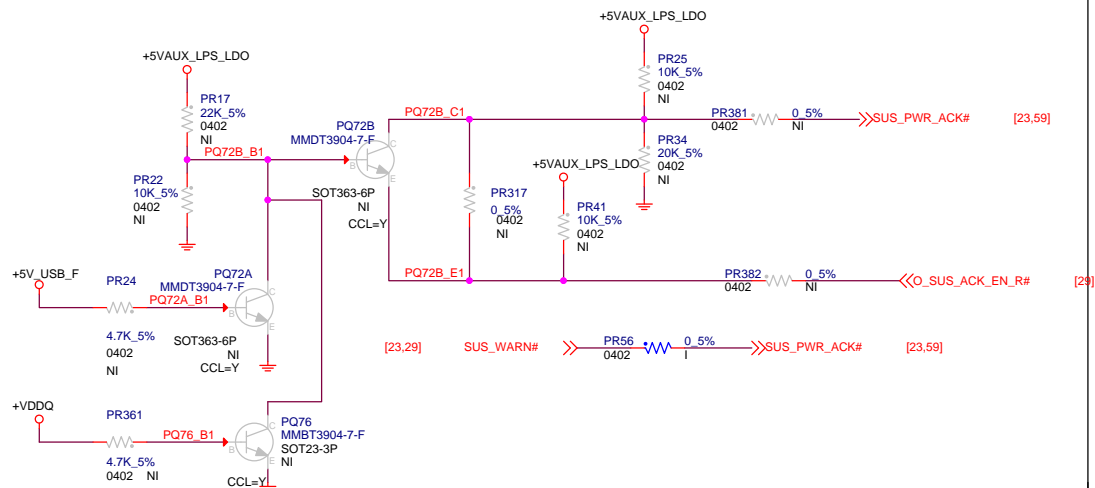 +5VAUX_LPS_LDO
PR25
10K_5%
0402
NI
+5VAUX_LPS_LDO
PR17
22K_5%
0402
NI
PQ72B_C1
PR381
0402
0_5%
NI
SUS_PWR_ACK#
[23,59]
PQ72B
MMDT3904-7-F
C
B
E
SOT363-6P
NI
CCL=Y
PQ72B_B1
PR34
20K_5%
0402
NI
+5VAUX_LPS_LDO
PR22
10K_5%
0402
NI
PR317
0_5%
0402
NI
PR41
10K_5%
0402
NI
PQ72B_E1
PR382
0402
0_5%
NI
O_SUS_ACK_EN_R#
[29]
+5V_USB_F
PR24
4.7K_5%
0402
NI
PQ72A_B1
PQ72A
MMDT3904-7-F
C
B
E
SOT363-6P
NI
CCL=Y
[23,29]
SUS_WARN#
PR56
0402
0_5%
I
SUS_PWR_ACK#
[23,59]
+VDDQ
PR361
4.7K_5%
0402
NI
PQ76_B1
PQ76
MMBT3904-7-F
SOT23-3P
NI
C
B
E
CCL=Y